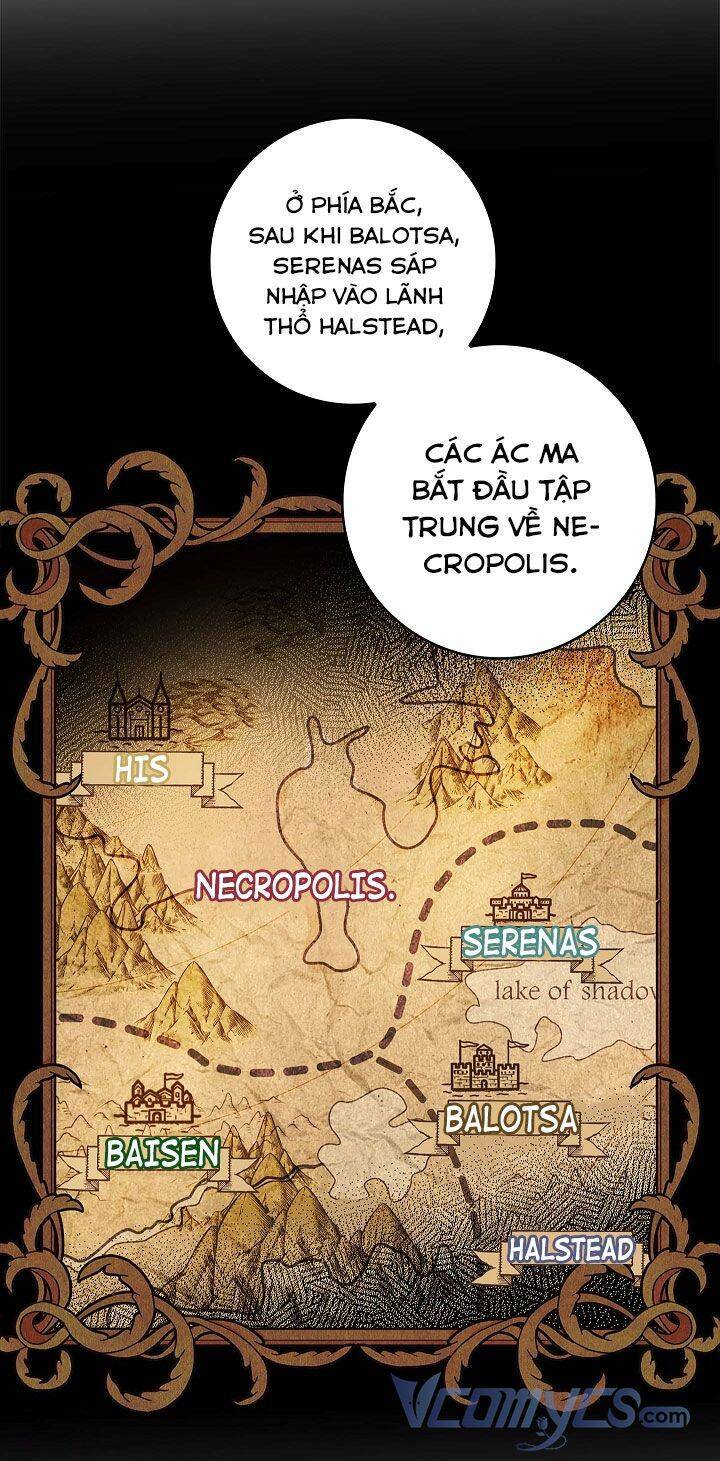 Ở PHÍA BẮC,
SAU KHI BALOTSA,
SERENAS SÁP
NHẬP VÀO LÃNH
THỔ HALSTEAD,
CÁC ÁC MA
BẮT ĐẦU TẬP
TRUNG VỀ NE-
CROPOLIS.
HIS
NECROPOLIS.
SERENAS
lake of shadow
BALOTSA
BAISEN
HALSTEAD
VCOMYCS.com